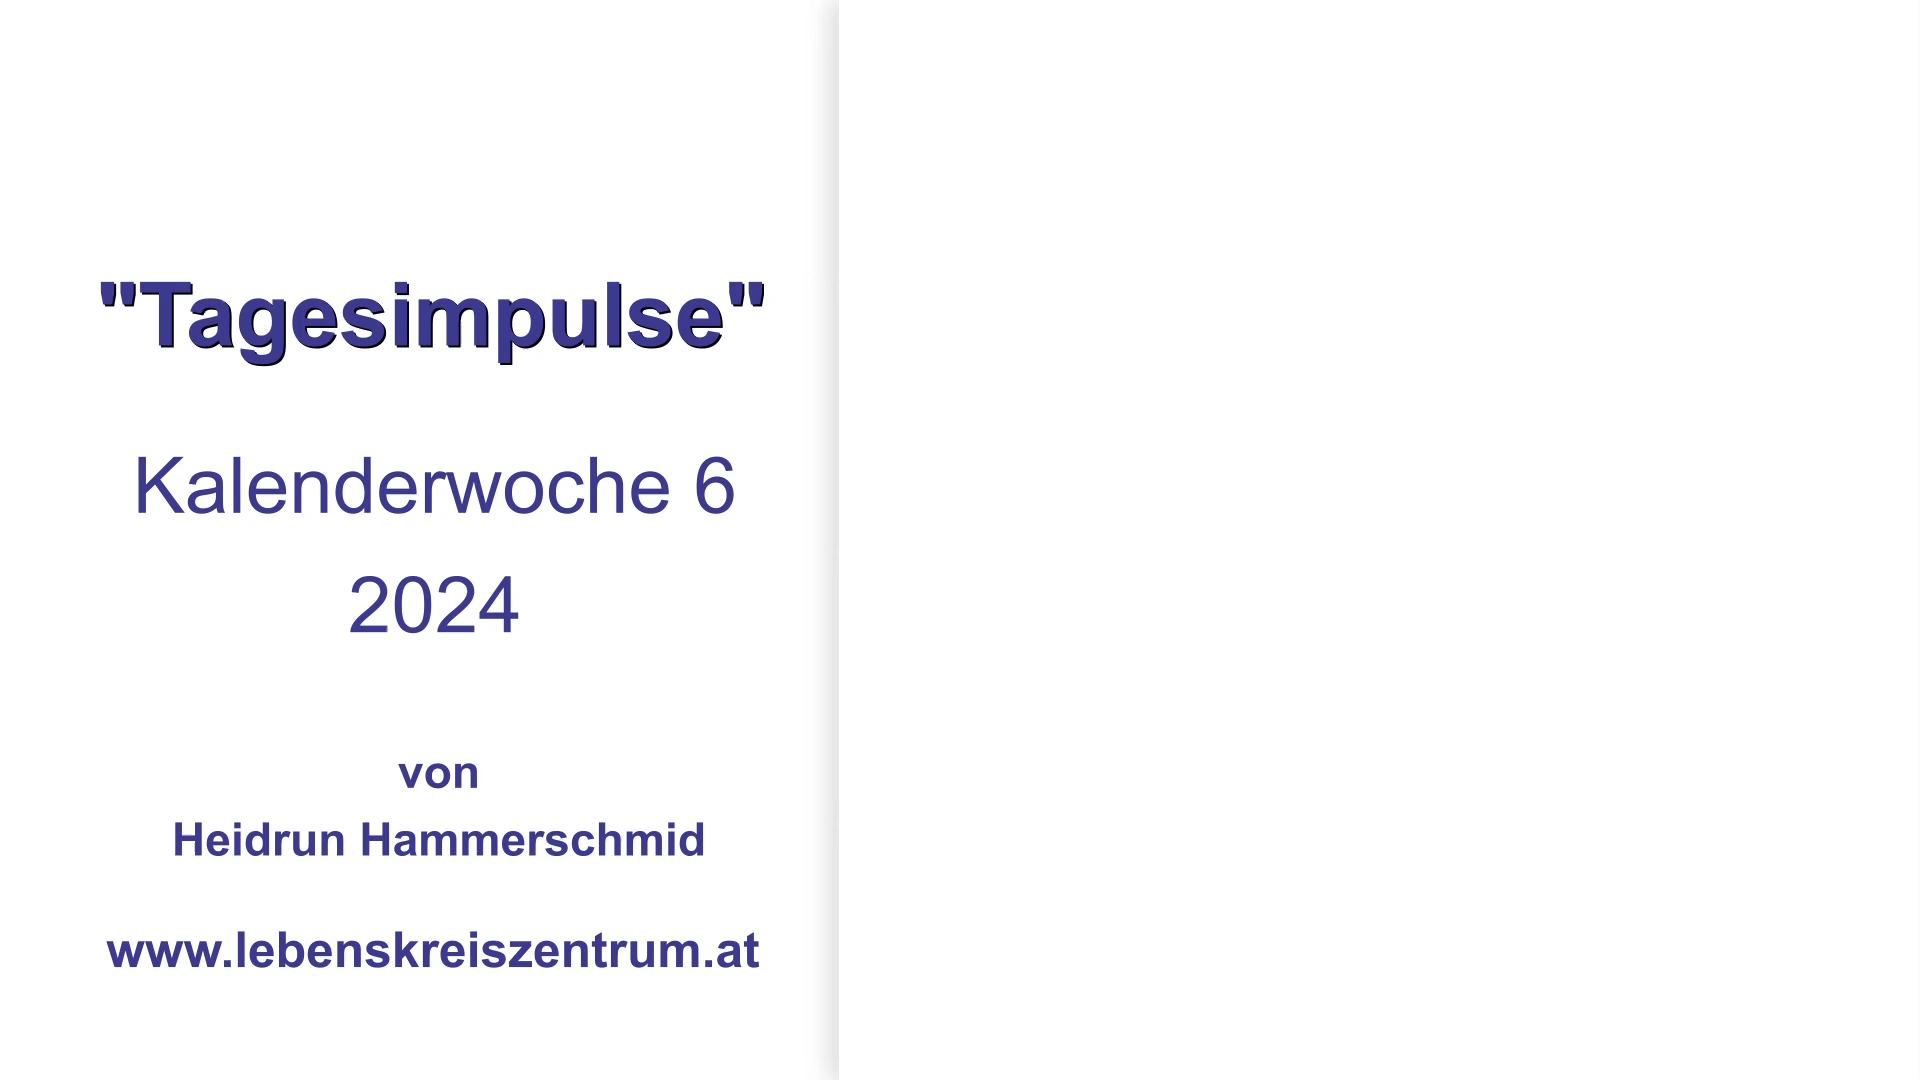 "Tagesimpulse"
Kalenderwoche 6
2024
von
Heidrun Hammerschmid
www.lebenskreiszentrum.at